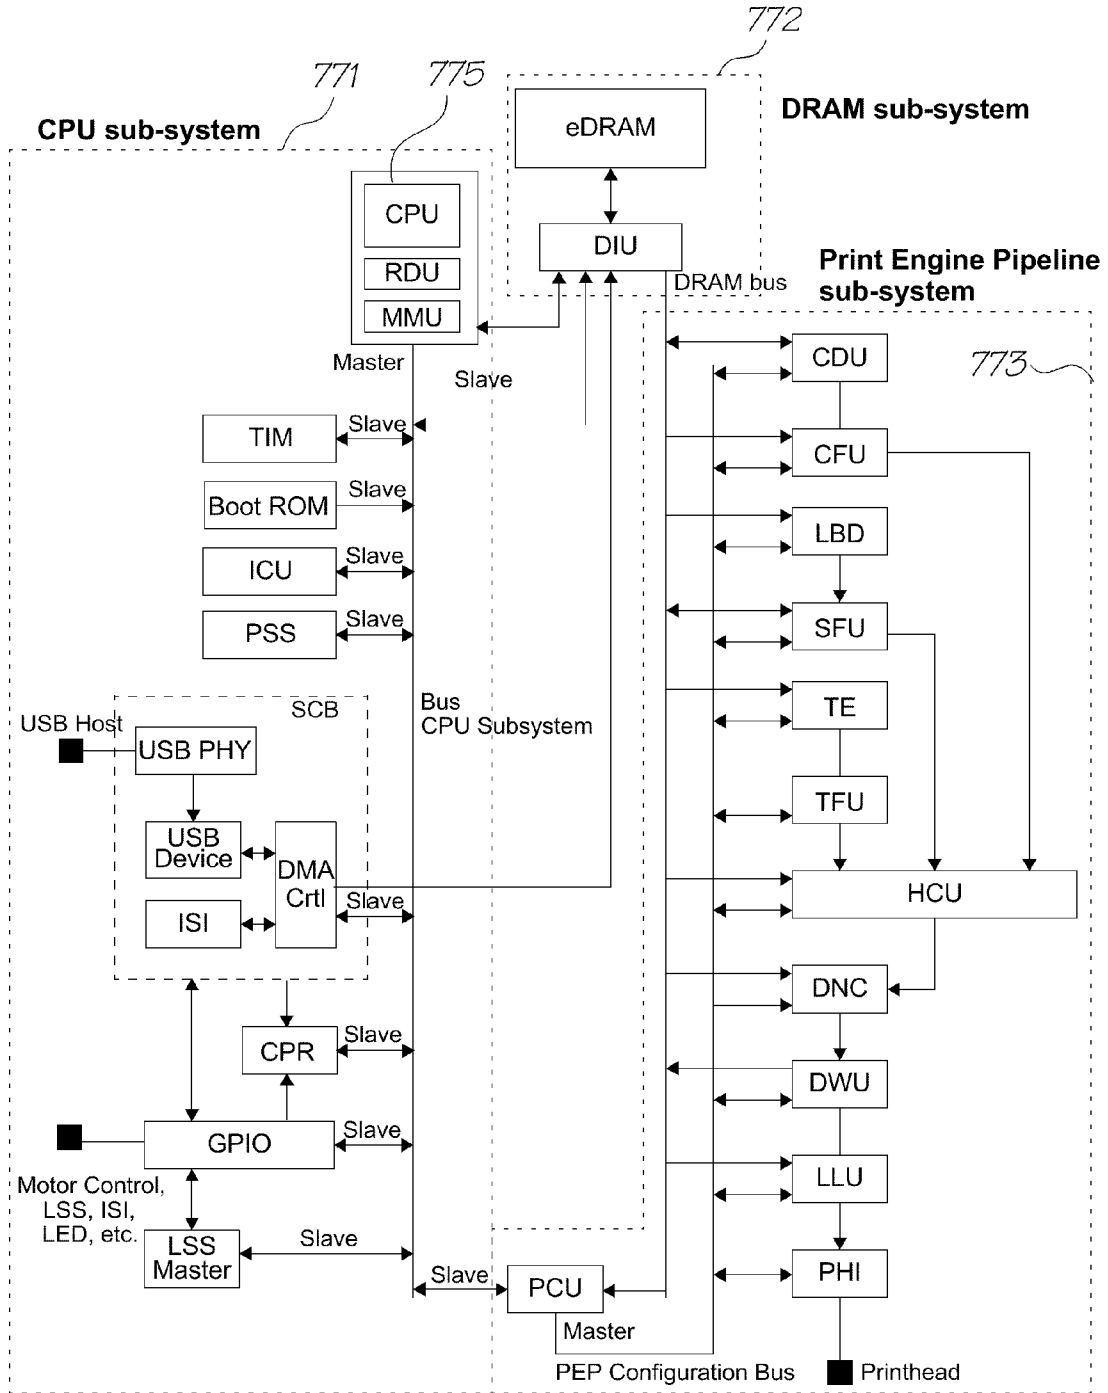 772
771
775
CPU sub-system
DRAM sub-system
eDRAM
CPU
RDU
MMU
DIU
DRAM bus
Print Engine Pipeline
sub-system
773
Master
Slave
CDU
TIM
Slave
CFU
Boot ROM
Slave
LBD
ICU
Slave
PSS
Slave
SFU
SCB
Bus
CPU Subsystem
TE
USB Host
USB PHY
TFU
USB
Device
DMA
Crtl
Slave
ISI
HCU
DNC
CPR
Slave
DWU
GPIO
Slave
Motor Control,
LSS, ISI,
LED, etc.
LLU
LSS
Master
Slave
Slave
PCU
PHI
Master
PEP Configuration Bus
Printhead